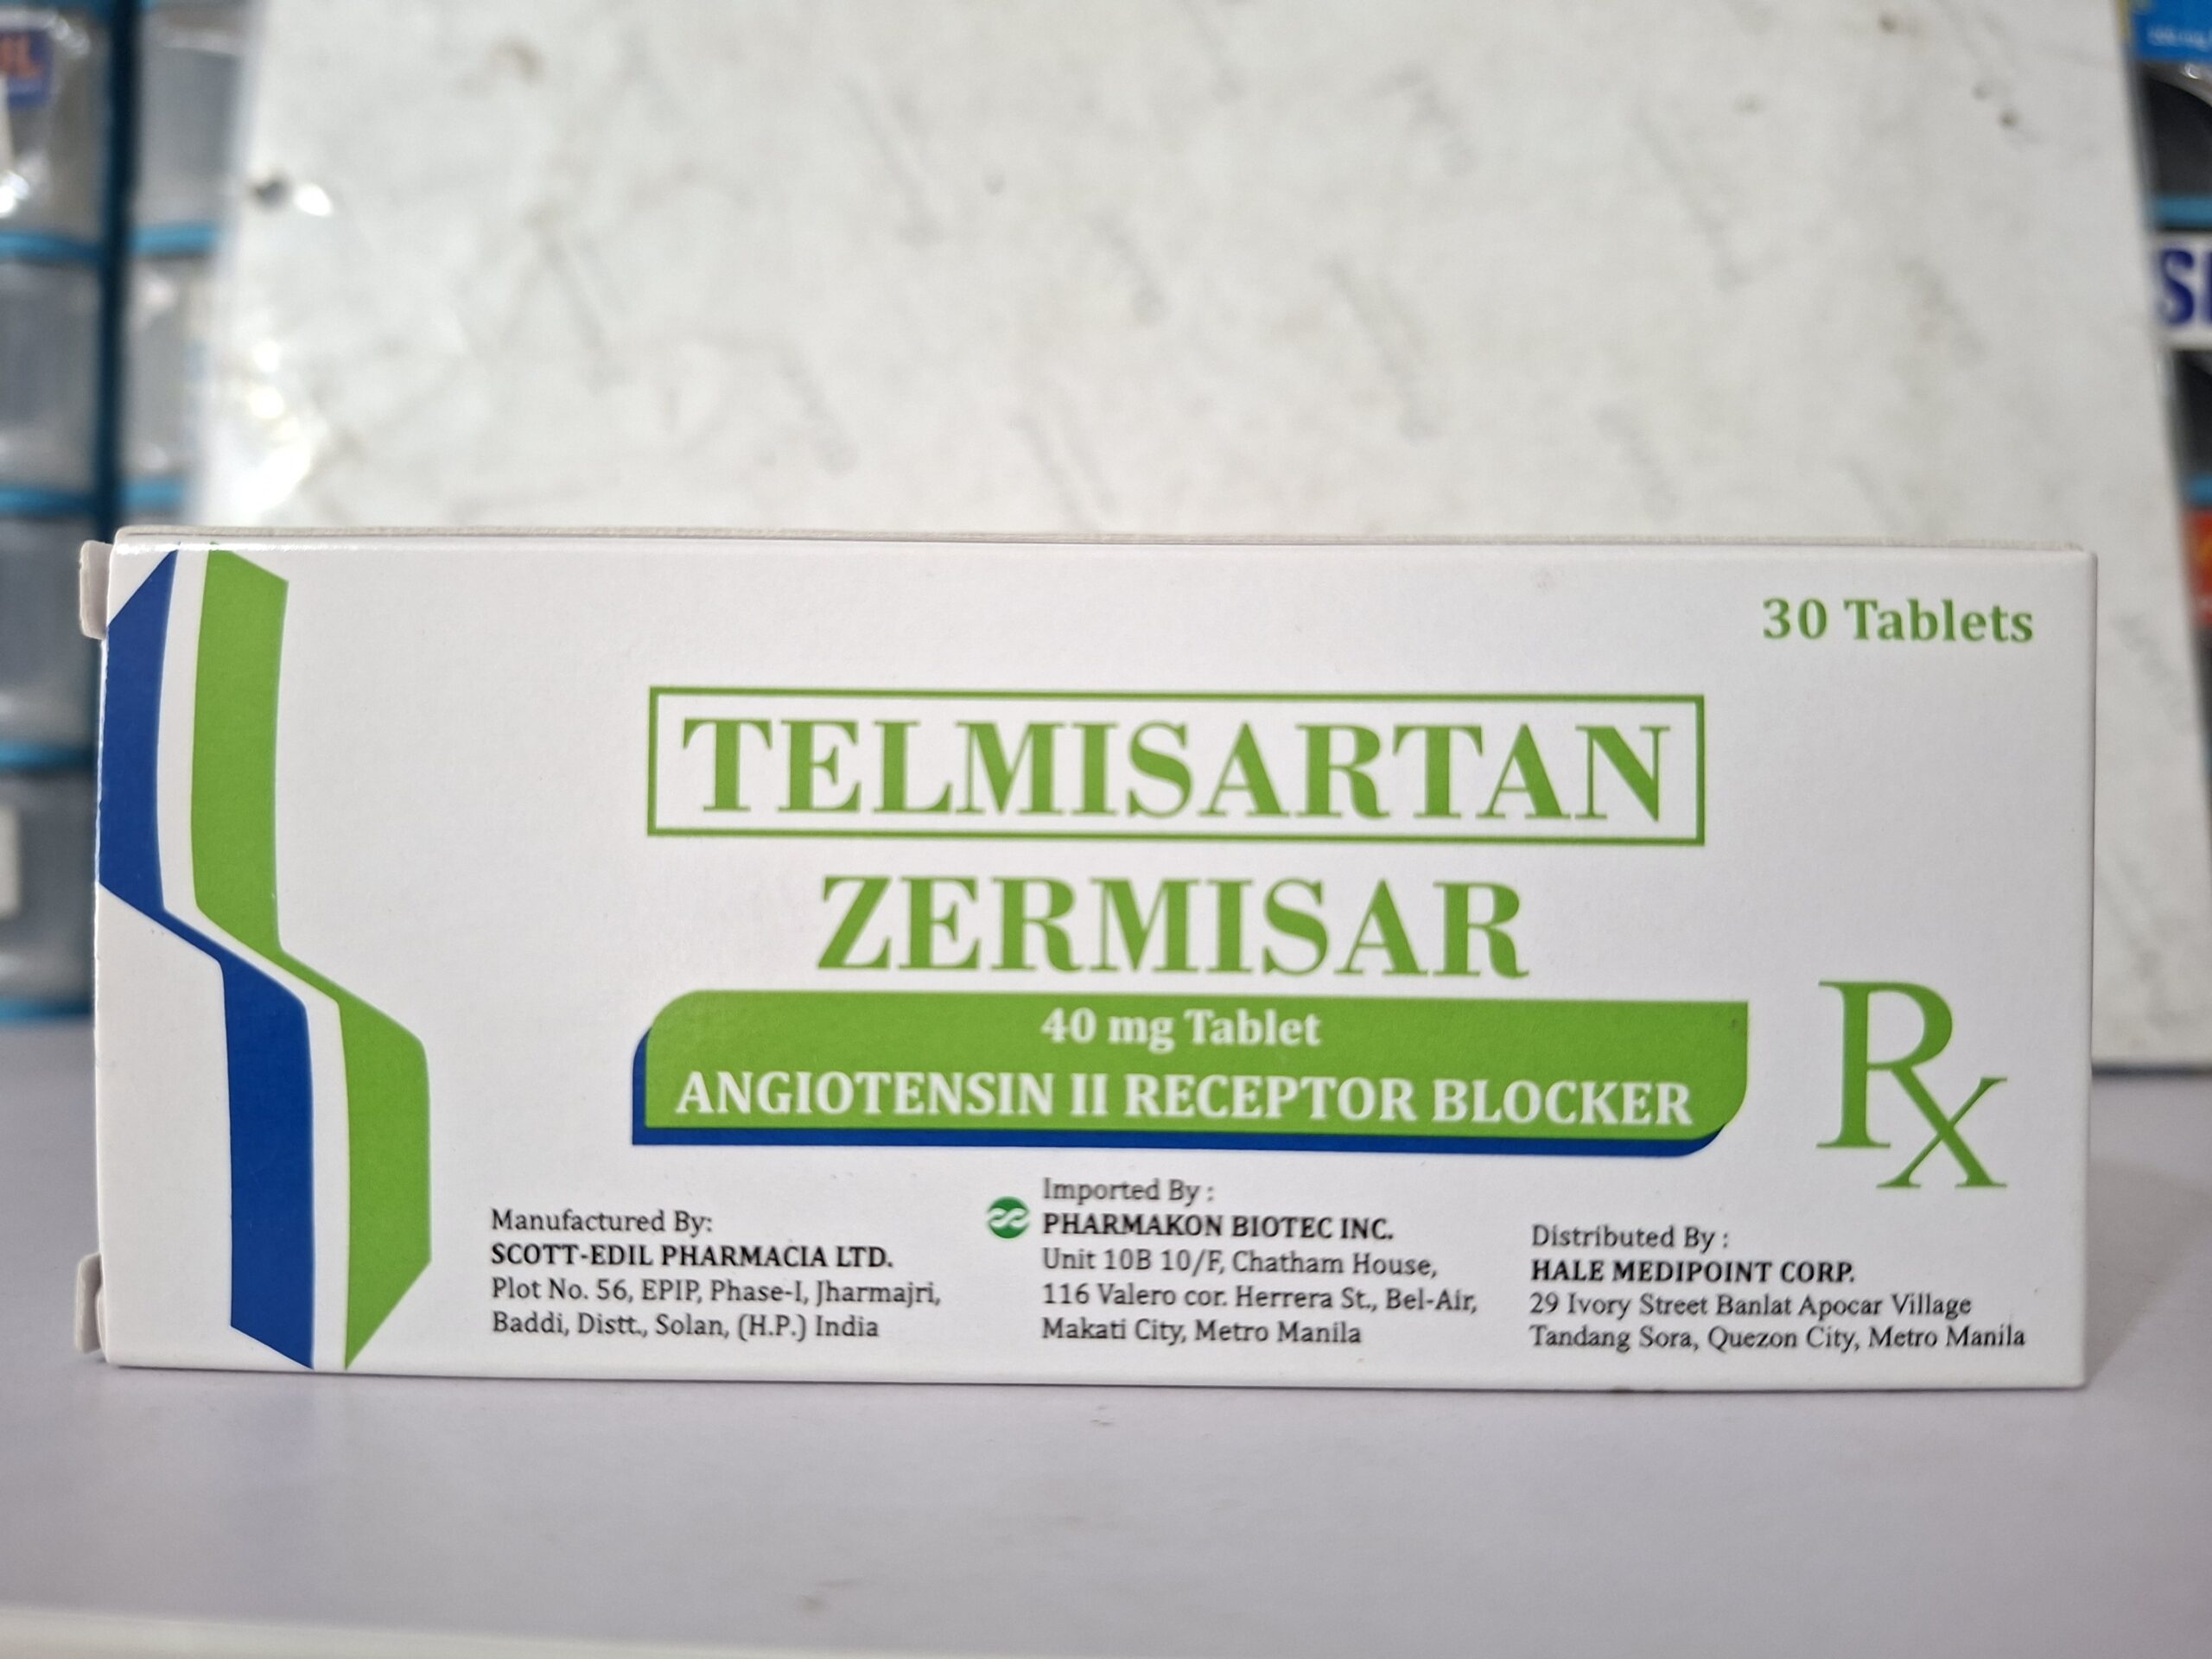 30 Tablets
TELMISARTAN
ZERMISAR
40 mg Tablet
ANGIOTENSIN II RECEPTOR BLOCKER
Rx
Manufactured By:
SCOTT-EDIL PHARMACIA LTD.
Plot No. 56, EPIP, Phase-I, Jharmajri,
Baddi, Distt., Solan, (H.P.) India
Imported By :
PHARMAKON BIOTEC INC.
Unit 10B 10/F, Chatham House,
116 Valero cor. Herrera St., Bel-Air,
Makati City, Metro Manila
Distributed By :
HALE MEDIPOINT CORP.
29 Ivory Street Banlat Apocar Village
Tandang Sora, Quezon City, Metro Manila